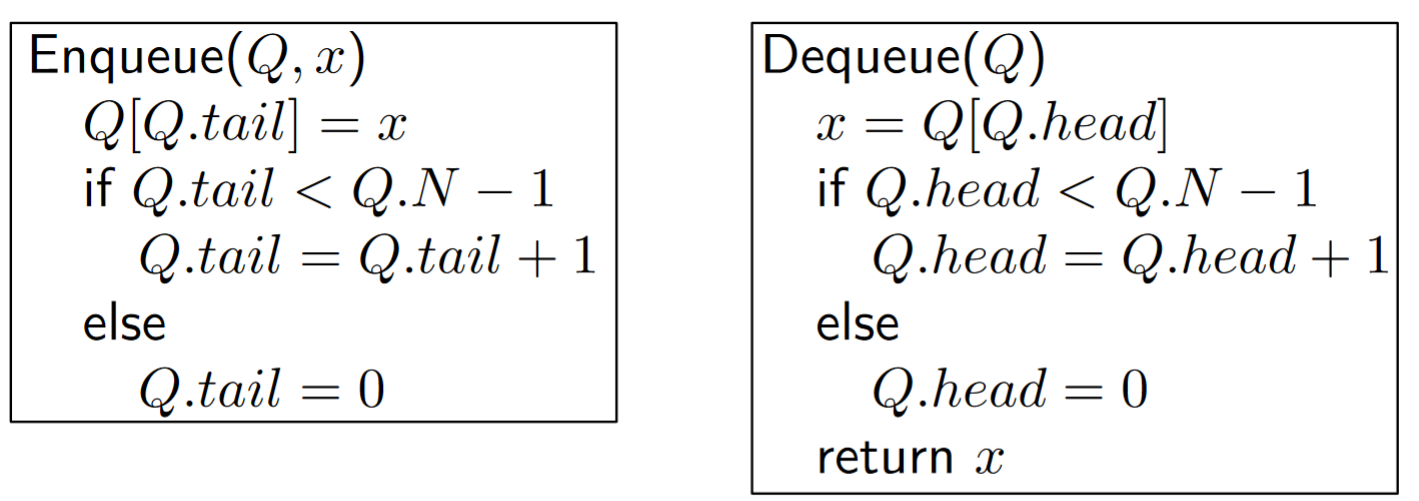 Enqueue(Q, x)
Q[Q.tail] = x
if Q.tail < Q.N − 1
Q.tail = Q.tail + 1
else
Q.tail = 0
Dequeue(Q)
x = Q[Q.head]
if Q.head < Q.N − 1
Q.head = Q.head + 1
else
Q.head = 0
return x